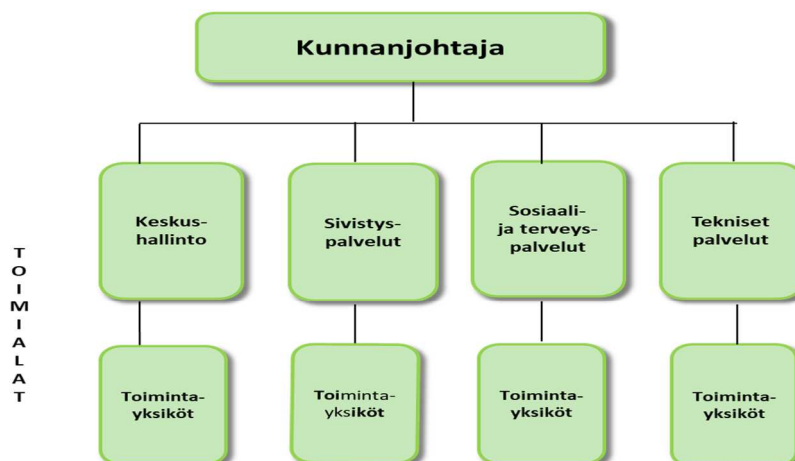 Kunnanjohtaja
Keskus-
hallinto
Sivistys-
palvelut
Sosiaali-
ja terveys-
palvelut
Tekniset
palvelut
TOIMIALAT
Toiminta-
yksiköt
Toiminta-
yksiköt
Toiminta-
yksiköt
Toiminta-
yksiköt